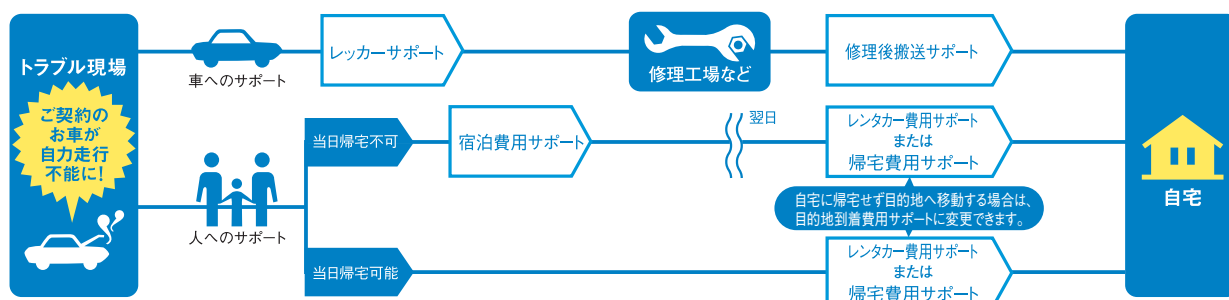 トラブル現場
ご契約の
お車が
自力走行
不能に!
車へのサポート
レッカーサポート
修理工場など
修理後搬送サポート
人へのサポート
当日帰宅不可
宿泊費用サポート
翌日
レンタカー費用サポート
または
帰宅費用サポート
自宅に帰宅せず目的地へ移動する場合は、
目的地到着費用サポートに変更できます。
当日帰宅可能
レンタカー費用サポート
または
帰宅費用サポート
自宅